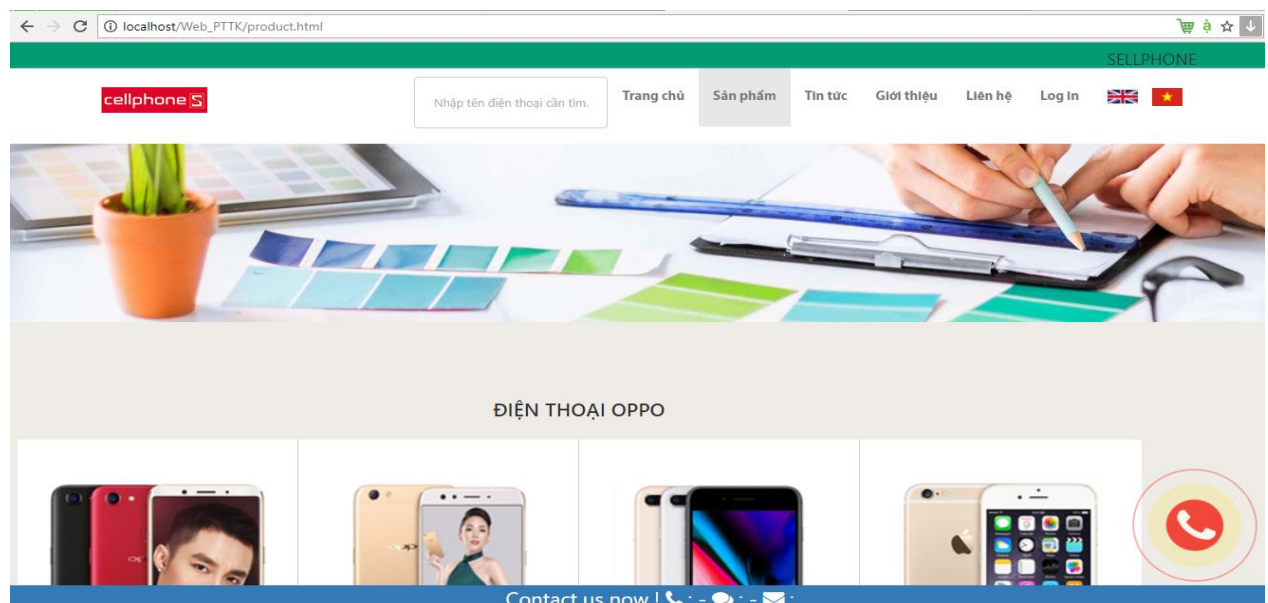 localhost/Web_PTTK/product.html
SELLPHONE
cellphone S
Nhập tên điện thoại cần tìm.
Trang chủ Sản phẩm Tin tức Giới thiệu Liên hệ Log in
ĐIỆN THOẠI OPPO
Contact us now | : - : - :